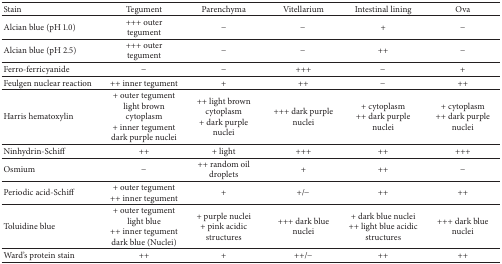 Stain Tegument Parenchyma Vitellarium Intestinal lining Ova
Alcian blue (pH 1.0) +++ outer tegument − − + −
Alcian blue (pH 2.5) +++ outer tegument − − ++ −
Ferro-ferricyanide − − +++ − +
Feulgen nuclear reaction ++ inner tegument + ++ − ++
Harris hematoxylin + outer tegument light brown cytoplasm + inner tegument dark purple nuclei ++ light brown cytoplasm + dark purple nuclei +++ dark purple nuclei + cytoplasm ++ dark purple nuclei + cytoplasm ++ dark purple nuclei
Ninhydrin-Schiff ++ + light +++ ++ +++
Osmium − ++ random oil droplets + ++ −
Periodic acid-Schiff + outer tegument ++ inner tegument + +/− ++ ++
Toluidine blue + outer tegument light blue ++ inner tegument dark blue (Nuclei) + purple nuclei + pink acidic structures +++ dark blue nuclei + dark blue nuclei ++ light blue acidic structures +++ dark blue nuclei
Ward's protein stain ++ + ++/− ++ ++